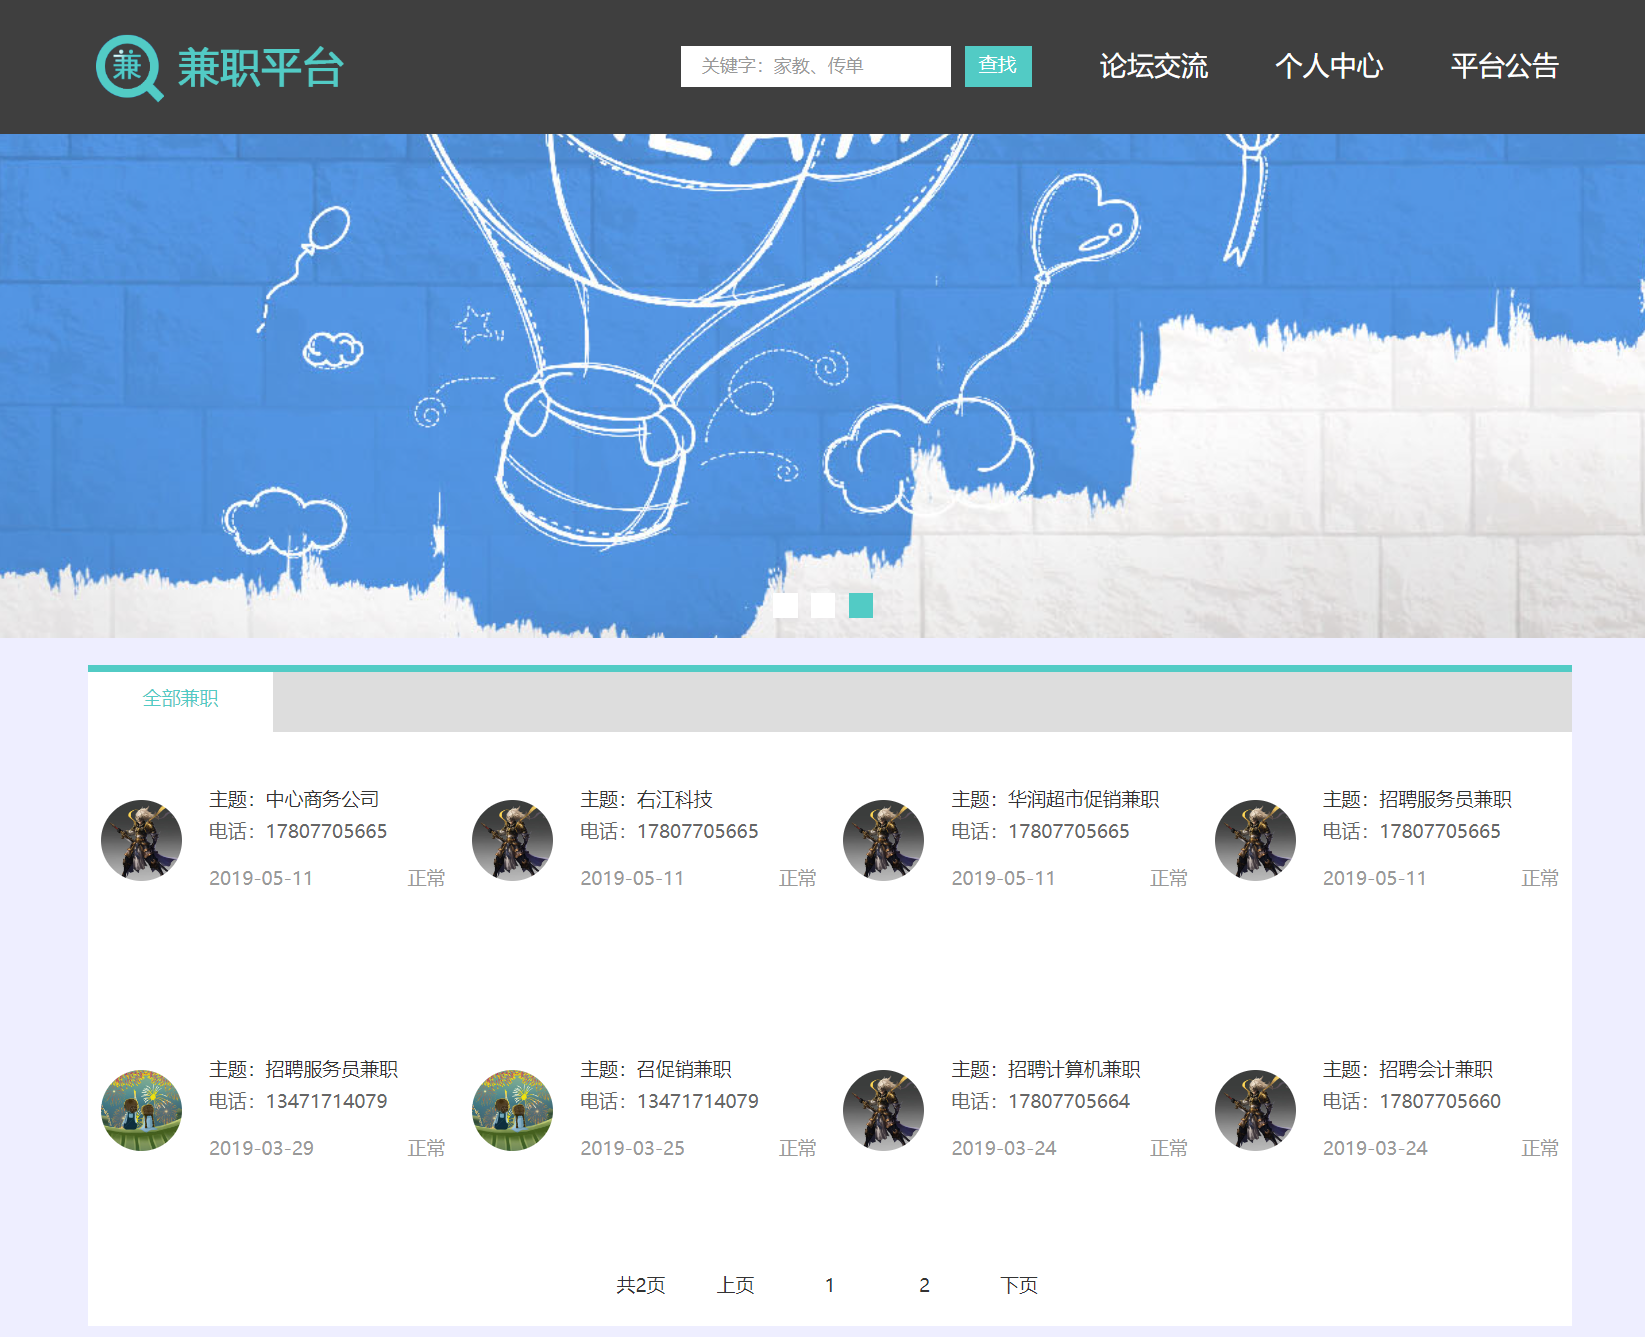 兼 兼职平台
关键字：家教、传单
查找
论坛交流
个人中心
平台公告
全部兼职
主题：中心商务公司
电话：17807705665
2019-05-11 正常
主题：右江科技
电话：17807705665
2019-05-11 正常
主题：华润超市促销兼职
电话：17807705665
2019-05-11 正常
主题：招聘服务员兼职
电话：17807705665
2019-05-11 正常
主题：招聘服务员兼职
电话：13471714079
2019-03-29 正常
主题：召促销兼职
电话：13471714079
2019-03-25 正常
主题：招聘计算机兼职
电话：17807705664
2019-03-24 正常
主题：招聘会计兼职
电话：17807705660
2019-03-24 正常
共2页 上页 1 2 下页